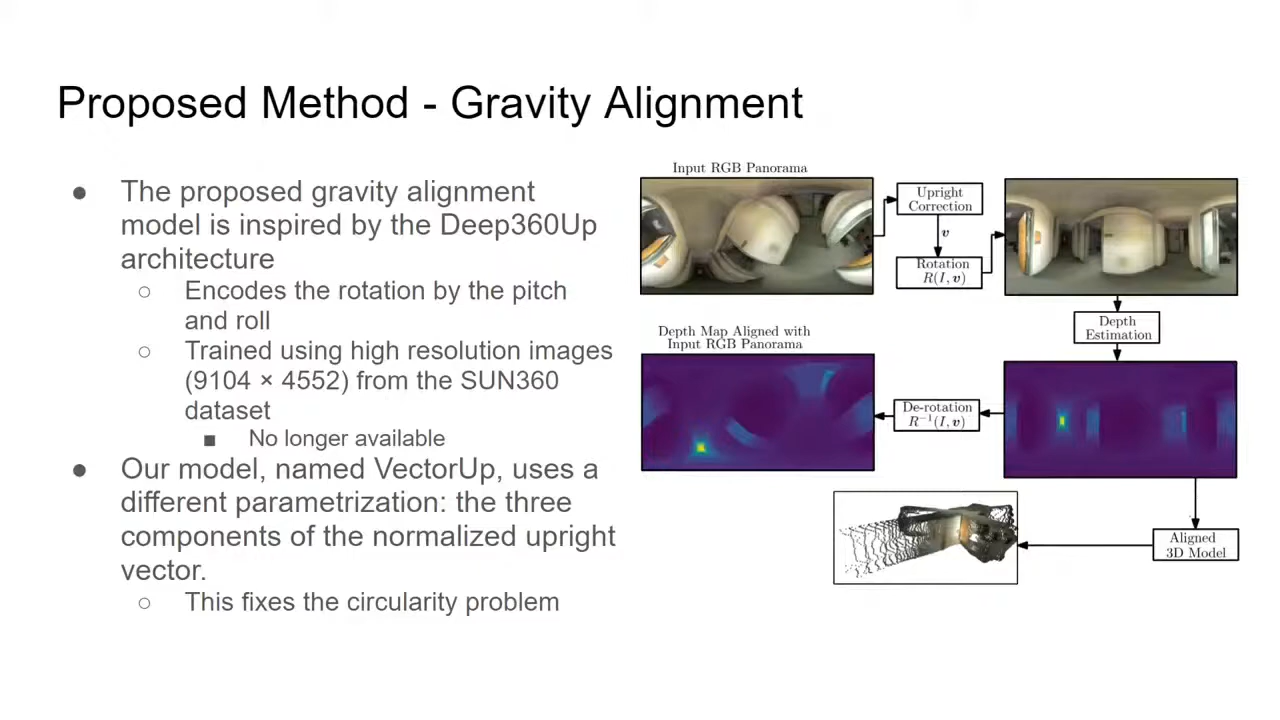 Proposed Method - Gravity Alignment
● The proposed gravity alignment
model is inspired by the Deep360Up
architecture
○ Encodes the rotation by the pitch
and roll
○ Trained using high resolution images
(9104 × 4552) from the SUN360
dataset
■ No longer available
● Our model, named VectorUp, uses a
different parametrization: the three
components of the normalized upright
vector.
○ This fixes the circularity problem
Input RGB Panorama
Upright
Correction
v
Rotation
R(I, v)
Depth
Estimation
Depth Map Aligned with
Input RGB Panorama
De-rotation
R⁻¹(I, v)
Aligned
3D Model